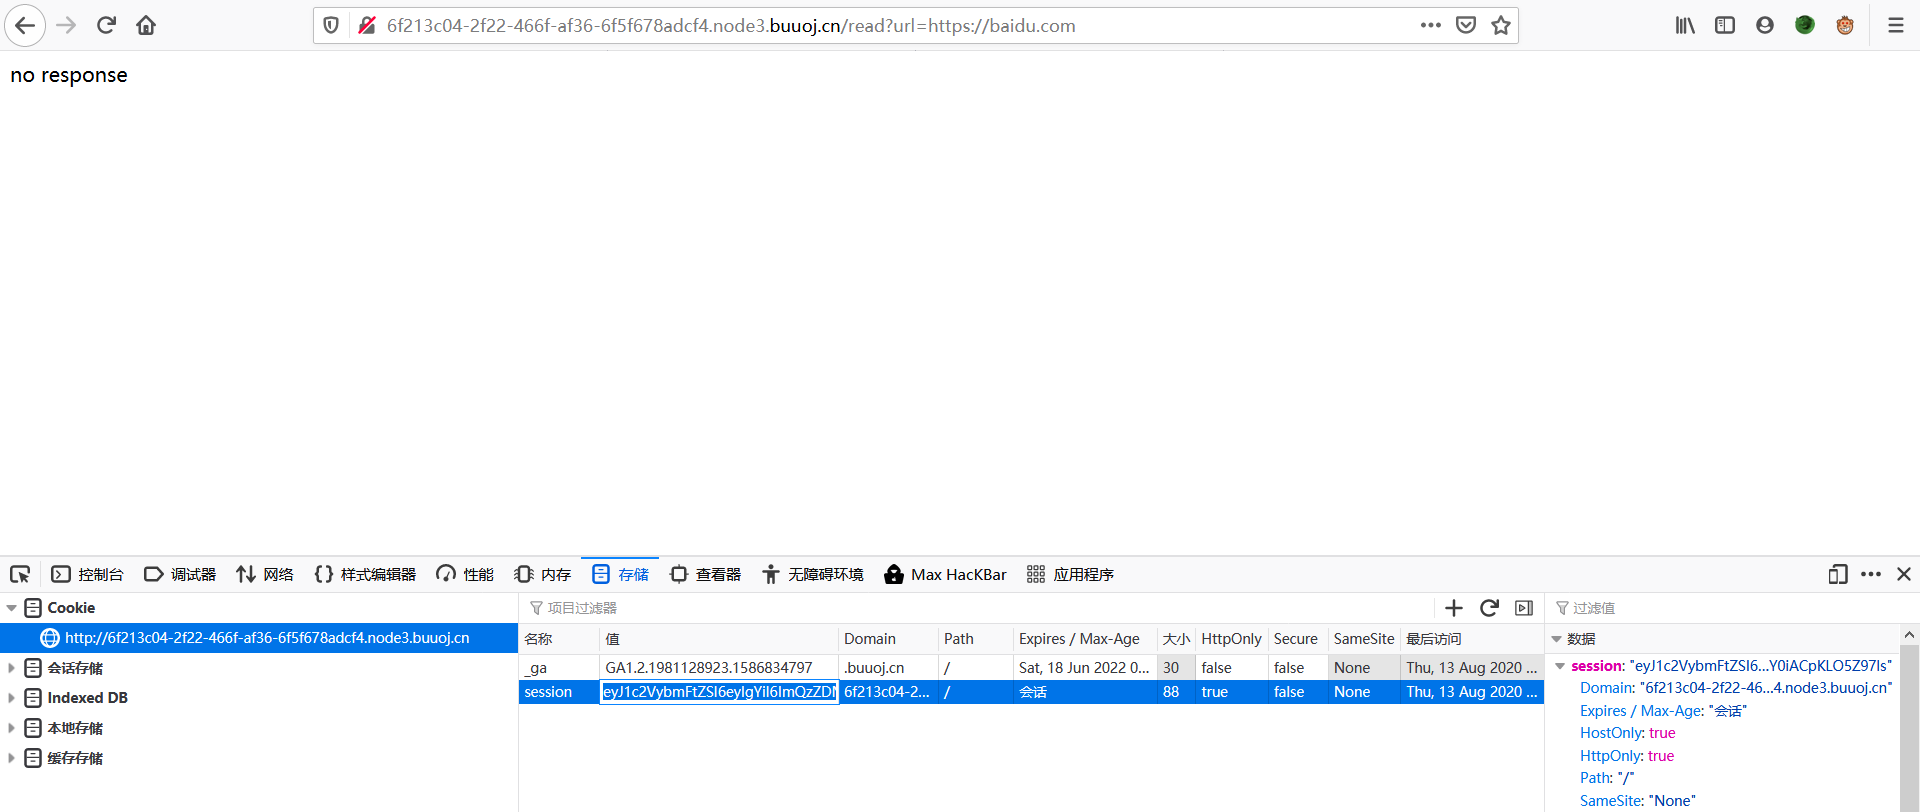 6f213c04-2f22-466f-af36-6f5f678adcf4.node3.buuoj.cn/read?url=https://baidu.com
no response
控制台 调试器 网络 样式编辑器 性能 内存 存储 查看器 无障碍环境 Max HacKBar 应用程序
Cookie 项目过滤器 过滤值
http://6f213c04-2f22-466f-af36-6f5f678adcf4.node3.buuoj.cn 名称 值 Domain Path Expires / Max-Age 大小 HttpOnly Secure SameSite 最后访问 数据
会话存储 _ga GA1.2.1981128923.1586834797 .buuoj.cn / Sat, 18 Jun 2022 0... 30 false false None Thu, 13 Aug 2020 ... session: "eyJ1c2VybmFtZSI6...Y0iACpKLO5Z97Is"
Indexed DB session eyJ1c2VybmFtZSI6eyIgYiI6ImQzZD 6f213c04-2... / 会话 88 true false None Thu, 13 Aug 2020 ... Domain: "6f213c04-2f22-46...4.node3.buuoj.cn"
Expires / Max-Age: "会话"
本地存储 HostOnly: true
缓存存储 HttpOnly: true
Path: "/"
SameSite: "None"